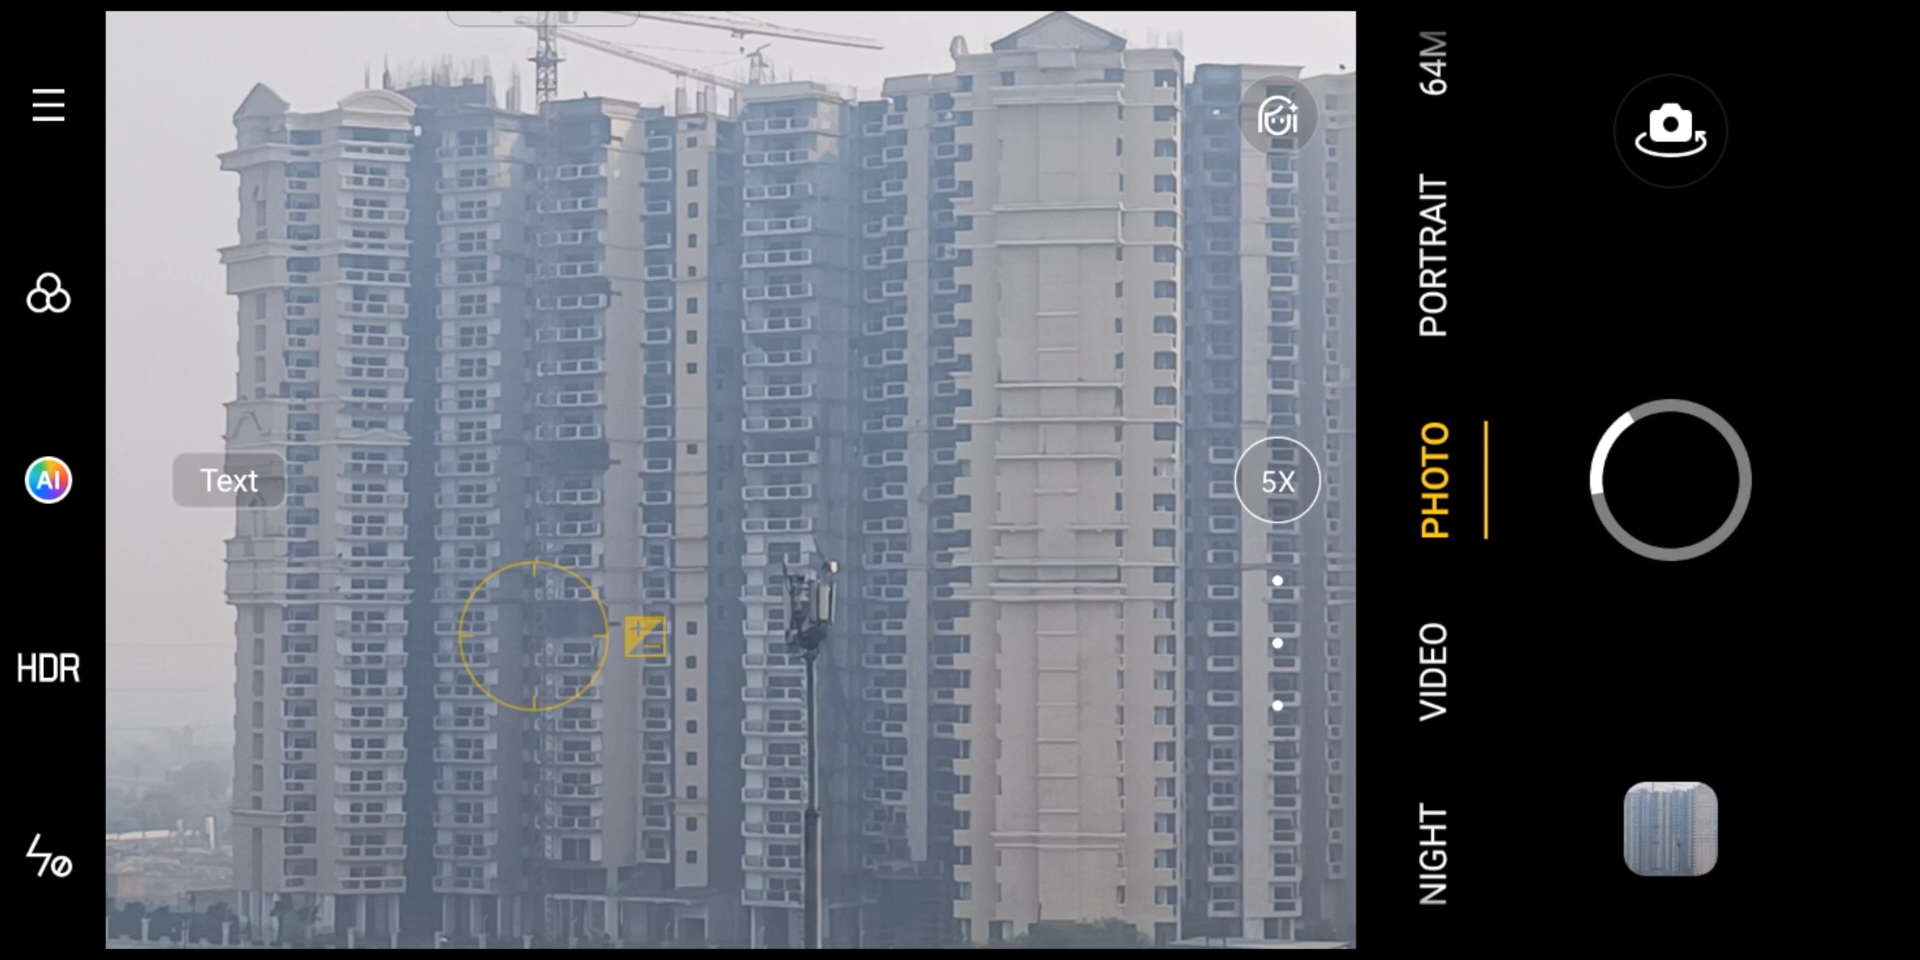 AI
HDR
Text
5X
64M
PORTRAIT
PHOTO
VIDEO
NIGHT